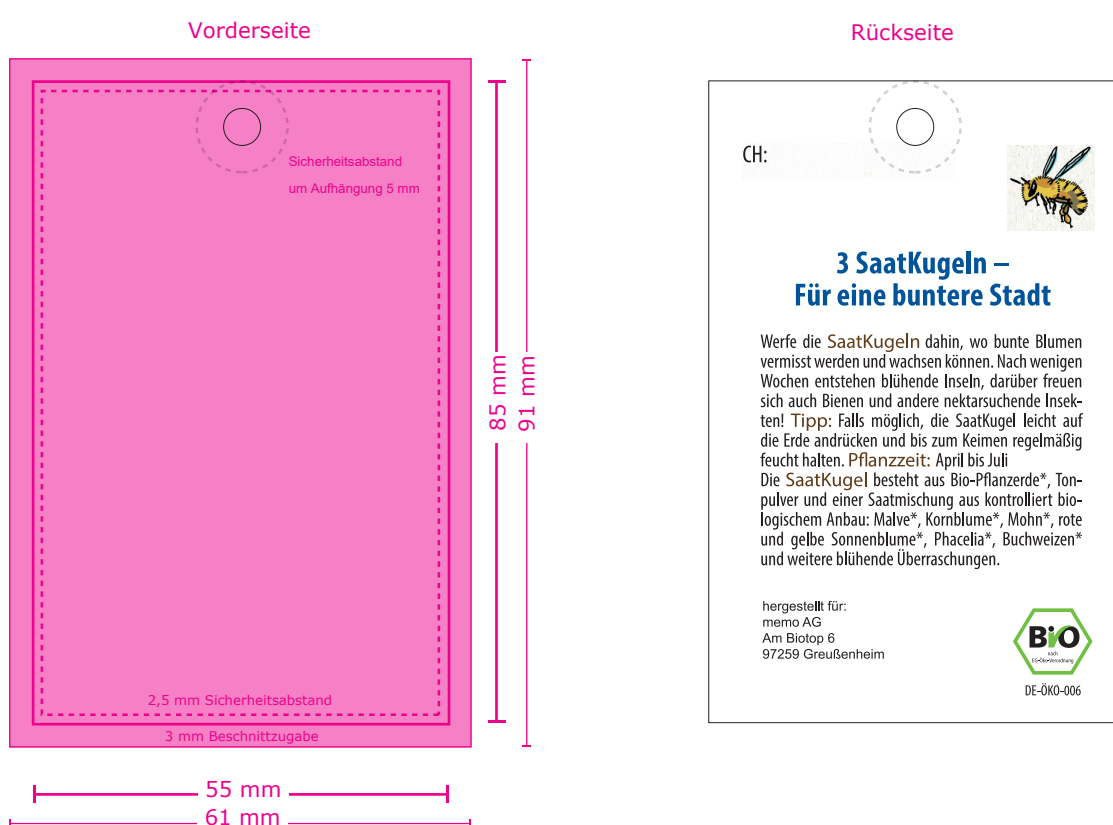 Vorderseite
Sicherheitsabstand
um Aufhängung 5 mm
2,5 mm Sicherheitsabstand
3 mm Beschnittzugabe
85 mm
91 mm
55 mm
61 mm
Rückseite
CH:
3 SaatKugeln –
Für eine buntere Stadt
Werfe die SaatKugeln dahin, wo bunte Blumen
vermisst werden und wachsen können. Nach wenigen
Wochen entstehen blühende Inseln, darüber freuen
sich auch Bienen und andere nektarsuchende Insek-
ten! Tipp: Falls möglich, die SaatKugel leicht auf
die Erde andrücken und bis zum Keimen regelmäßig
feucht halten. Pflanzzeit: April bis Juli
Die SaatKugel besteht aus Bio-Pflanzerde*, Ton-
pulver und einer Saatmischung aus kontrolliert bio-
logischem Anbau: Malve*, Kornblume*, Mohn*, rote
und gelbe Sonnenblume*, Phacelia*, Buchweizen*
und weitere blühende Überraschungen.
hergestellt für:
memo AG
Am Biotop 6
97259 Greußenheim
Bio
nach
EG-Öko-Verordnung
DE-ÖKO-006